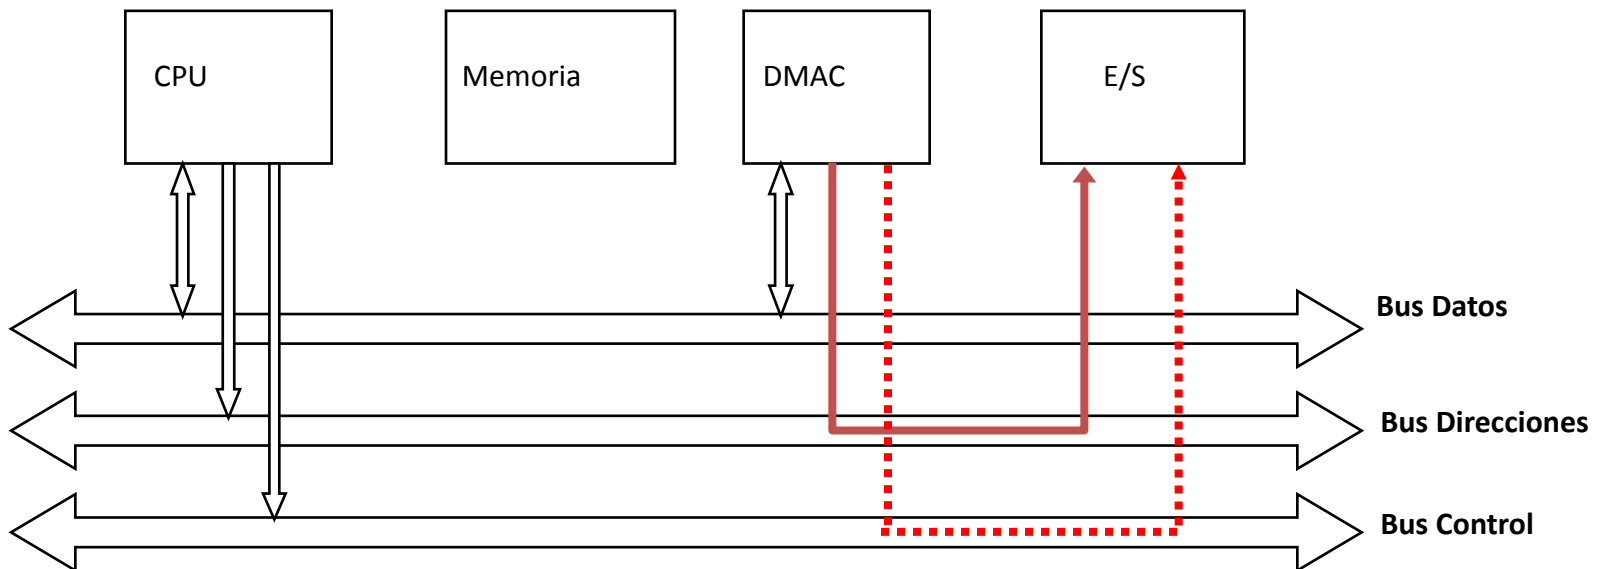 CPU
Memoria
DMAC
E/S
Bus Datos
Bus Direcciones
Bus Control